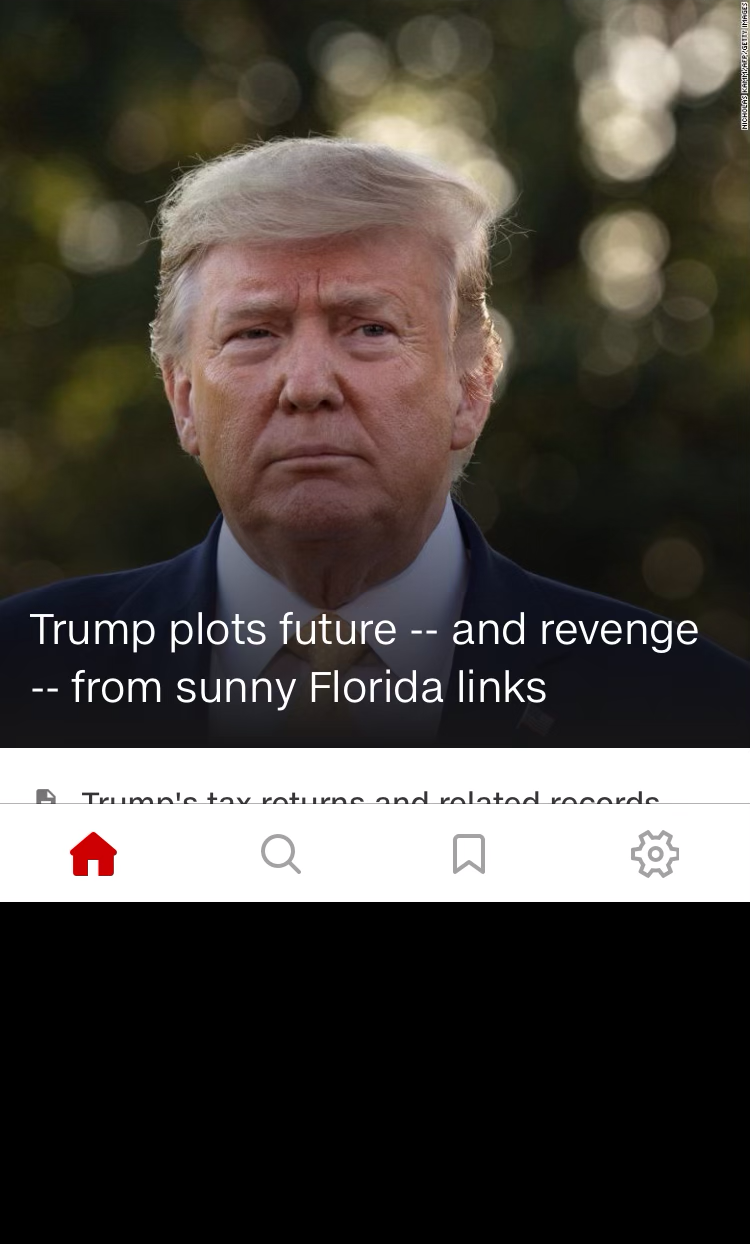 NICHOLAS KAMM/AFP/GETTY IMAGES
Trump plots future -- and revenge
-- from sunny Florida links
Trump's tax returns and related records